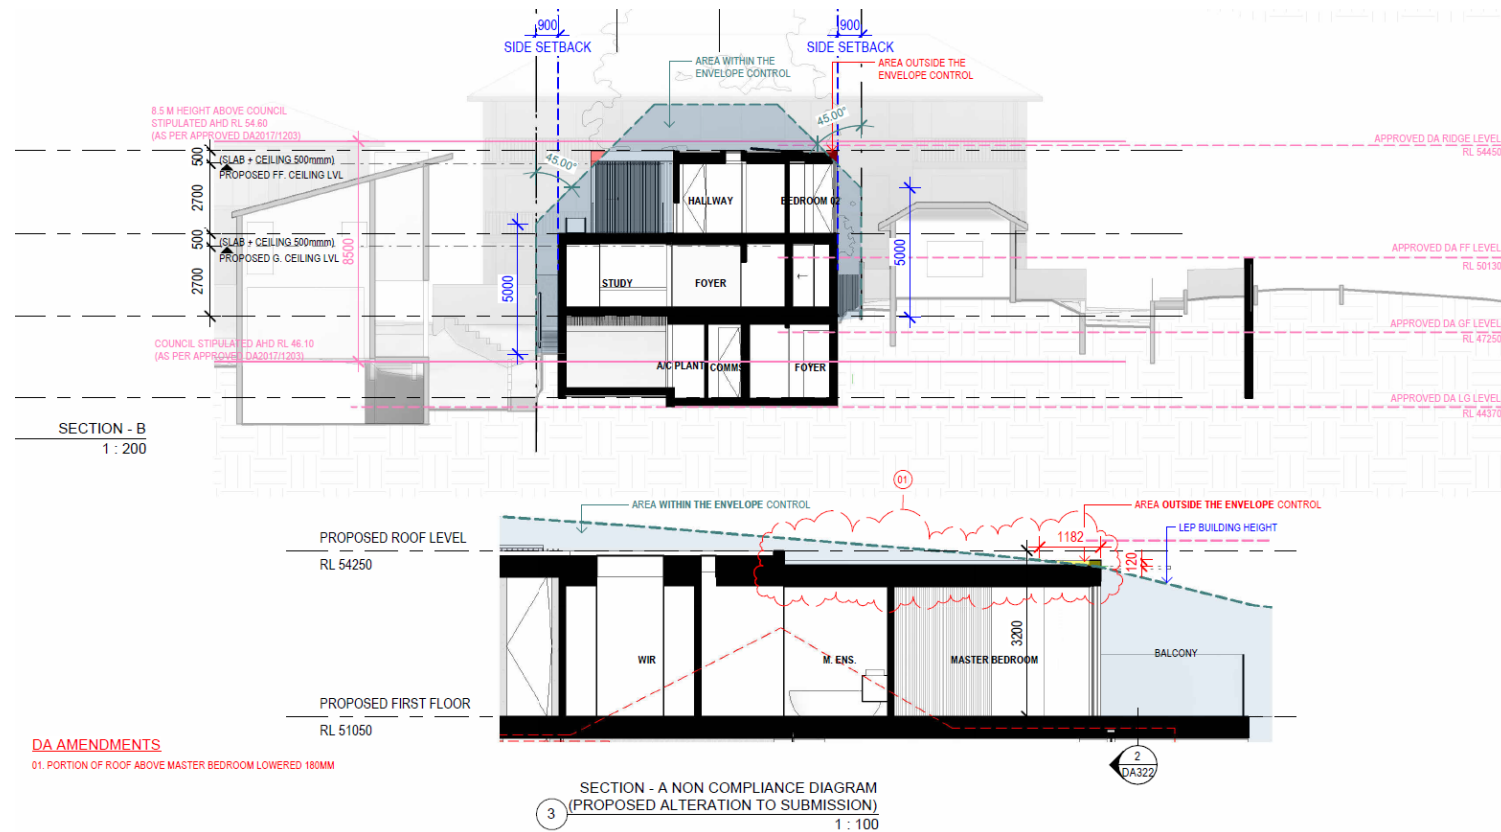 900
SIDE SETBACK
900
SIDE SETBACK
AREA WITHIN THE
ENVELOPE CONTROL
AREA OUTSIDE THE
ENVELOPE CONTROL
8.5 M HEIGHT ABOVE COUNCIL
STIPULATED AHD RL 54.60
(AS PER APPROVED DA2017/1203)
45.00°
45.00°
APPROVED DA RIDGE LEVEL
RL 54450
500
(SLAB + CEILING 500mmm)
PROPOSED FF. CEILING LVL
2700
HALLWAY
BEDROOM 02
500
(SLAB + CEILING 500mmm)
PROPOSED G. CEILING LVL
8500
2700
5000
5000
STUDY
FOYER
←
APPROVED DA FF LEVEL
RL 50130
APPROVED DA GF LEVEL
RL 47250
COUNCIL STIPULATED AHD RL 46.10
(AS PER APPROVED DA2017/1203)
A/C PLANT
COMMS
FOYER
APPROVED DA LG LEVEL
RL 44370
SECTION - B
1 : 200
01
AREA WITHIN THE ENVELOPE CONTROL
AREA OUTSIDE THE ENVELOPE CONTROL
LEP BUILDING HEIGHT
PROPOSED ROOF LEVEL
RL 54250
1182
120
3200
WIR
M. ENS.
MASTER BEDROOM
BALCONY
PROPOSED FIRST FLOOR
RL 51050
DA AMENDMENTS
01. PORTION OF ROOF ABOVE MASTER BEDROOM LOWERED 180MM
2
DA322
3
SECTION - A NON COMPLIANCE DIAGRAM
(PROPOSED ALTERATION TO SUBMISSION)
1 : 100